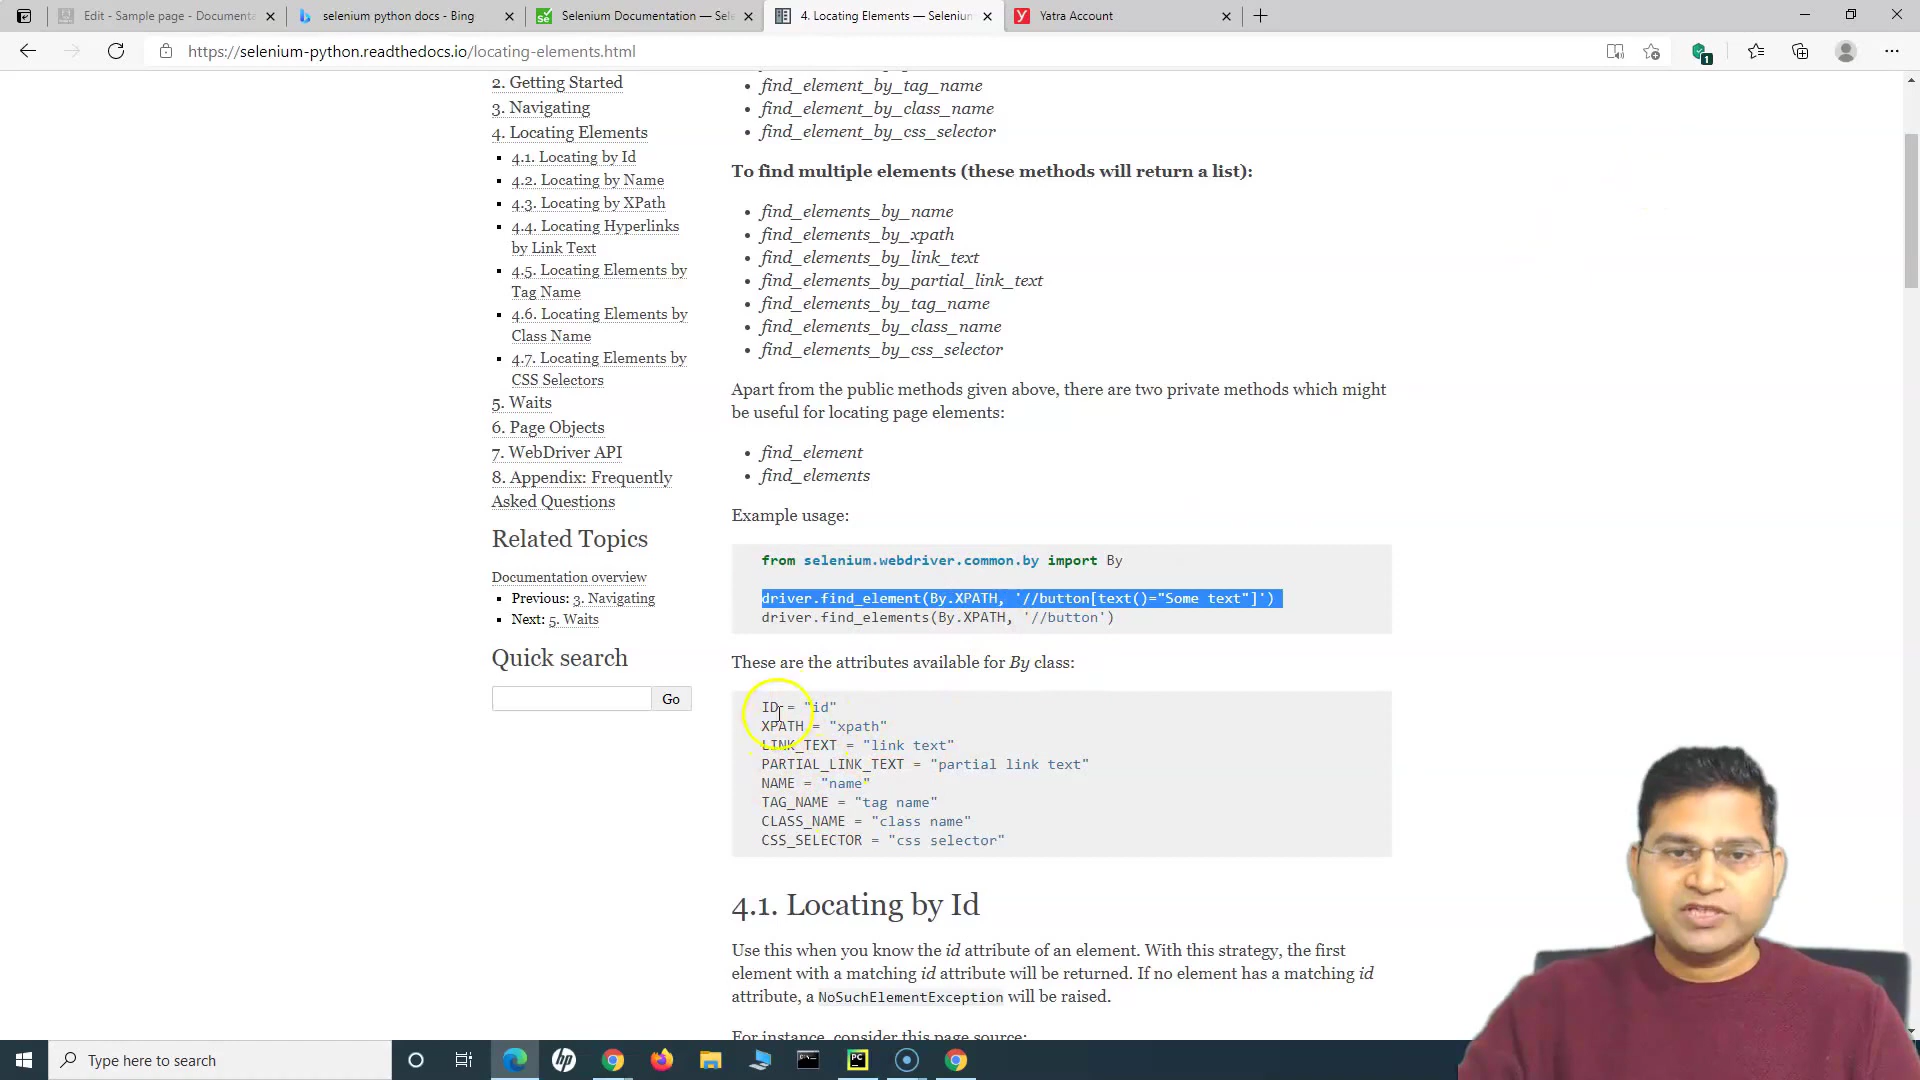 Edit - Sample page - Documenta
selenium python docs - Bing
Selenium Documentation — Sele
4. Locating Elements — Selenium
Yatra Account
https://selenium-python.readthedocs.io/locating-elements.html
1
2. Getting Started
3. Navigating
4. Locating Elements
4.1. Locating by Id
4.2. Locating by Name
4.3. Locating by XPath
4.4. Locating Hyperlinks
by Link Text
4.5. Locating Elements by
Tag Name
4.6. Locating Elements by
Class Name
4.7. Locating Elements by
CSS Selectors
5. Waits
6. Page Objects
7. WebDriver API
8. Appendix: Frequently
Asked Questions
Related Topics
Documentation overview
Previous: 3. Navigating
Next: 5. Waits
Quick search
Go
find_element_by_tag_name
find_element_by_class_name
find_element_by_css_selector
To find multiple elements (these methods will return a list):
find_elements_by_name
find_elements_by_xpath
find_elements_by_link_text
find_elements_by_partial_link_text
find_elements_by_tag_name
find_elements_by_class_name
find_elements_by_css_selector
Apart from the public methods given above, there are two private methods which might
be useful for locating page elements:
find_element
find_elements
Example usage:
from selenium.webdriver.common.by import By
driver.find_element(By.XPATH, '//button[text()="Some text"]')
driver.find_elements(By.XPATH, '//button')
These are the attributes available for By class:
ID = "id"
XPATH = "xpath"
LINK_TEXT = "link text"
PARTIAL_LINK_TEXT = "partial link text"
NAME = "name"
TAG_NAME = "tag name"
CLASS_NAME = "class name"
CSS_SELECTOR = "css selector"
4.1. Locating by Id
Use this when you know the id attribute of an element. With this strategy, the first
element with a matching id attribute will be returned. If no element has a matching id
attribute, a NoSuchElementException will be raised.
For instance, consider this page source:
Type here to search
hp
PC